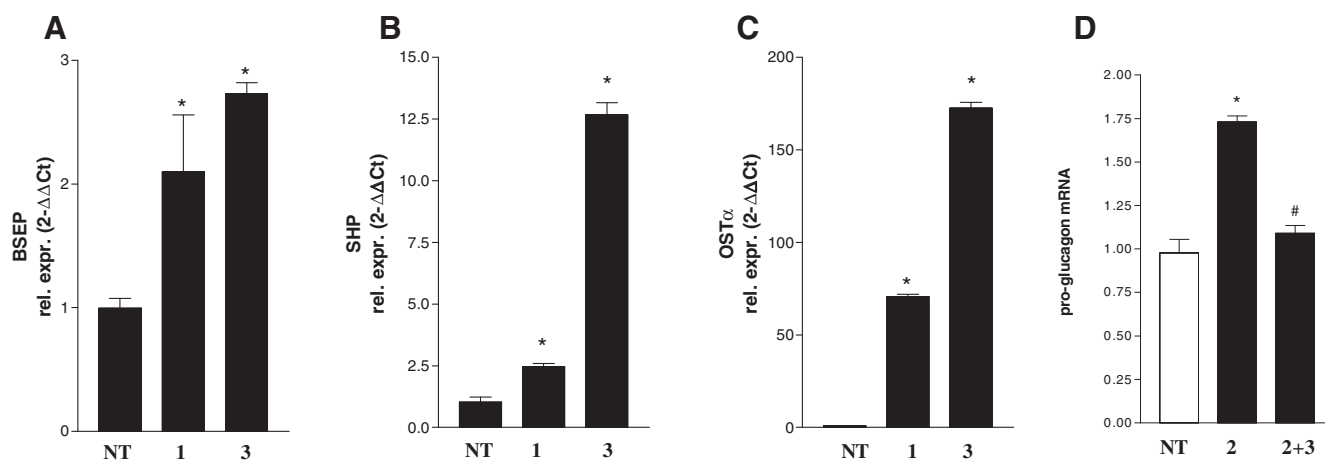 A
BSEP
rel. expr. (2-ΔΔCt)
3
2
1
0
*
*
NT 1 3
B
SHP
rel. expr. (2-ΔΔCt)
15.0
12.5
10.0
7.5
5.0
2.5
0.0
*
*
NT 1 3
C
OSTα
rel. expr. (2-ΔΔCt)
200
150
100
50
0
*
*
NT 1 3
D
pro-glucagon mRNA
2.00
1.75
1.50
1.25
1.00
0.75
0.50
0.25
0.00
*
#
NT 2 2+3